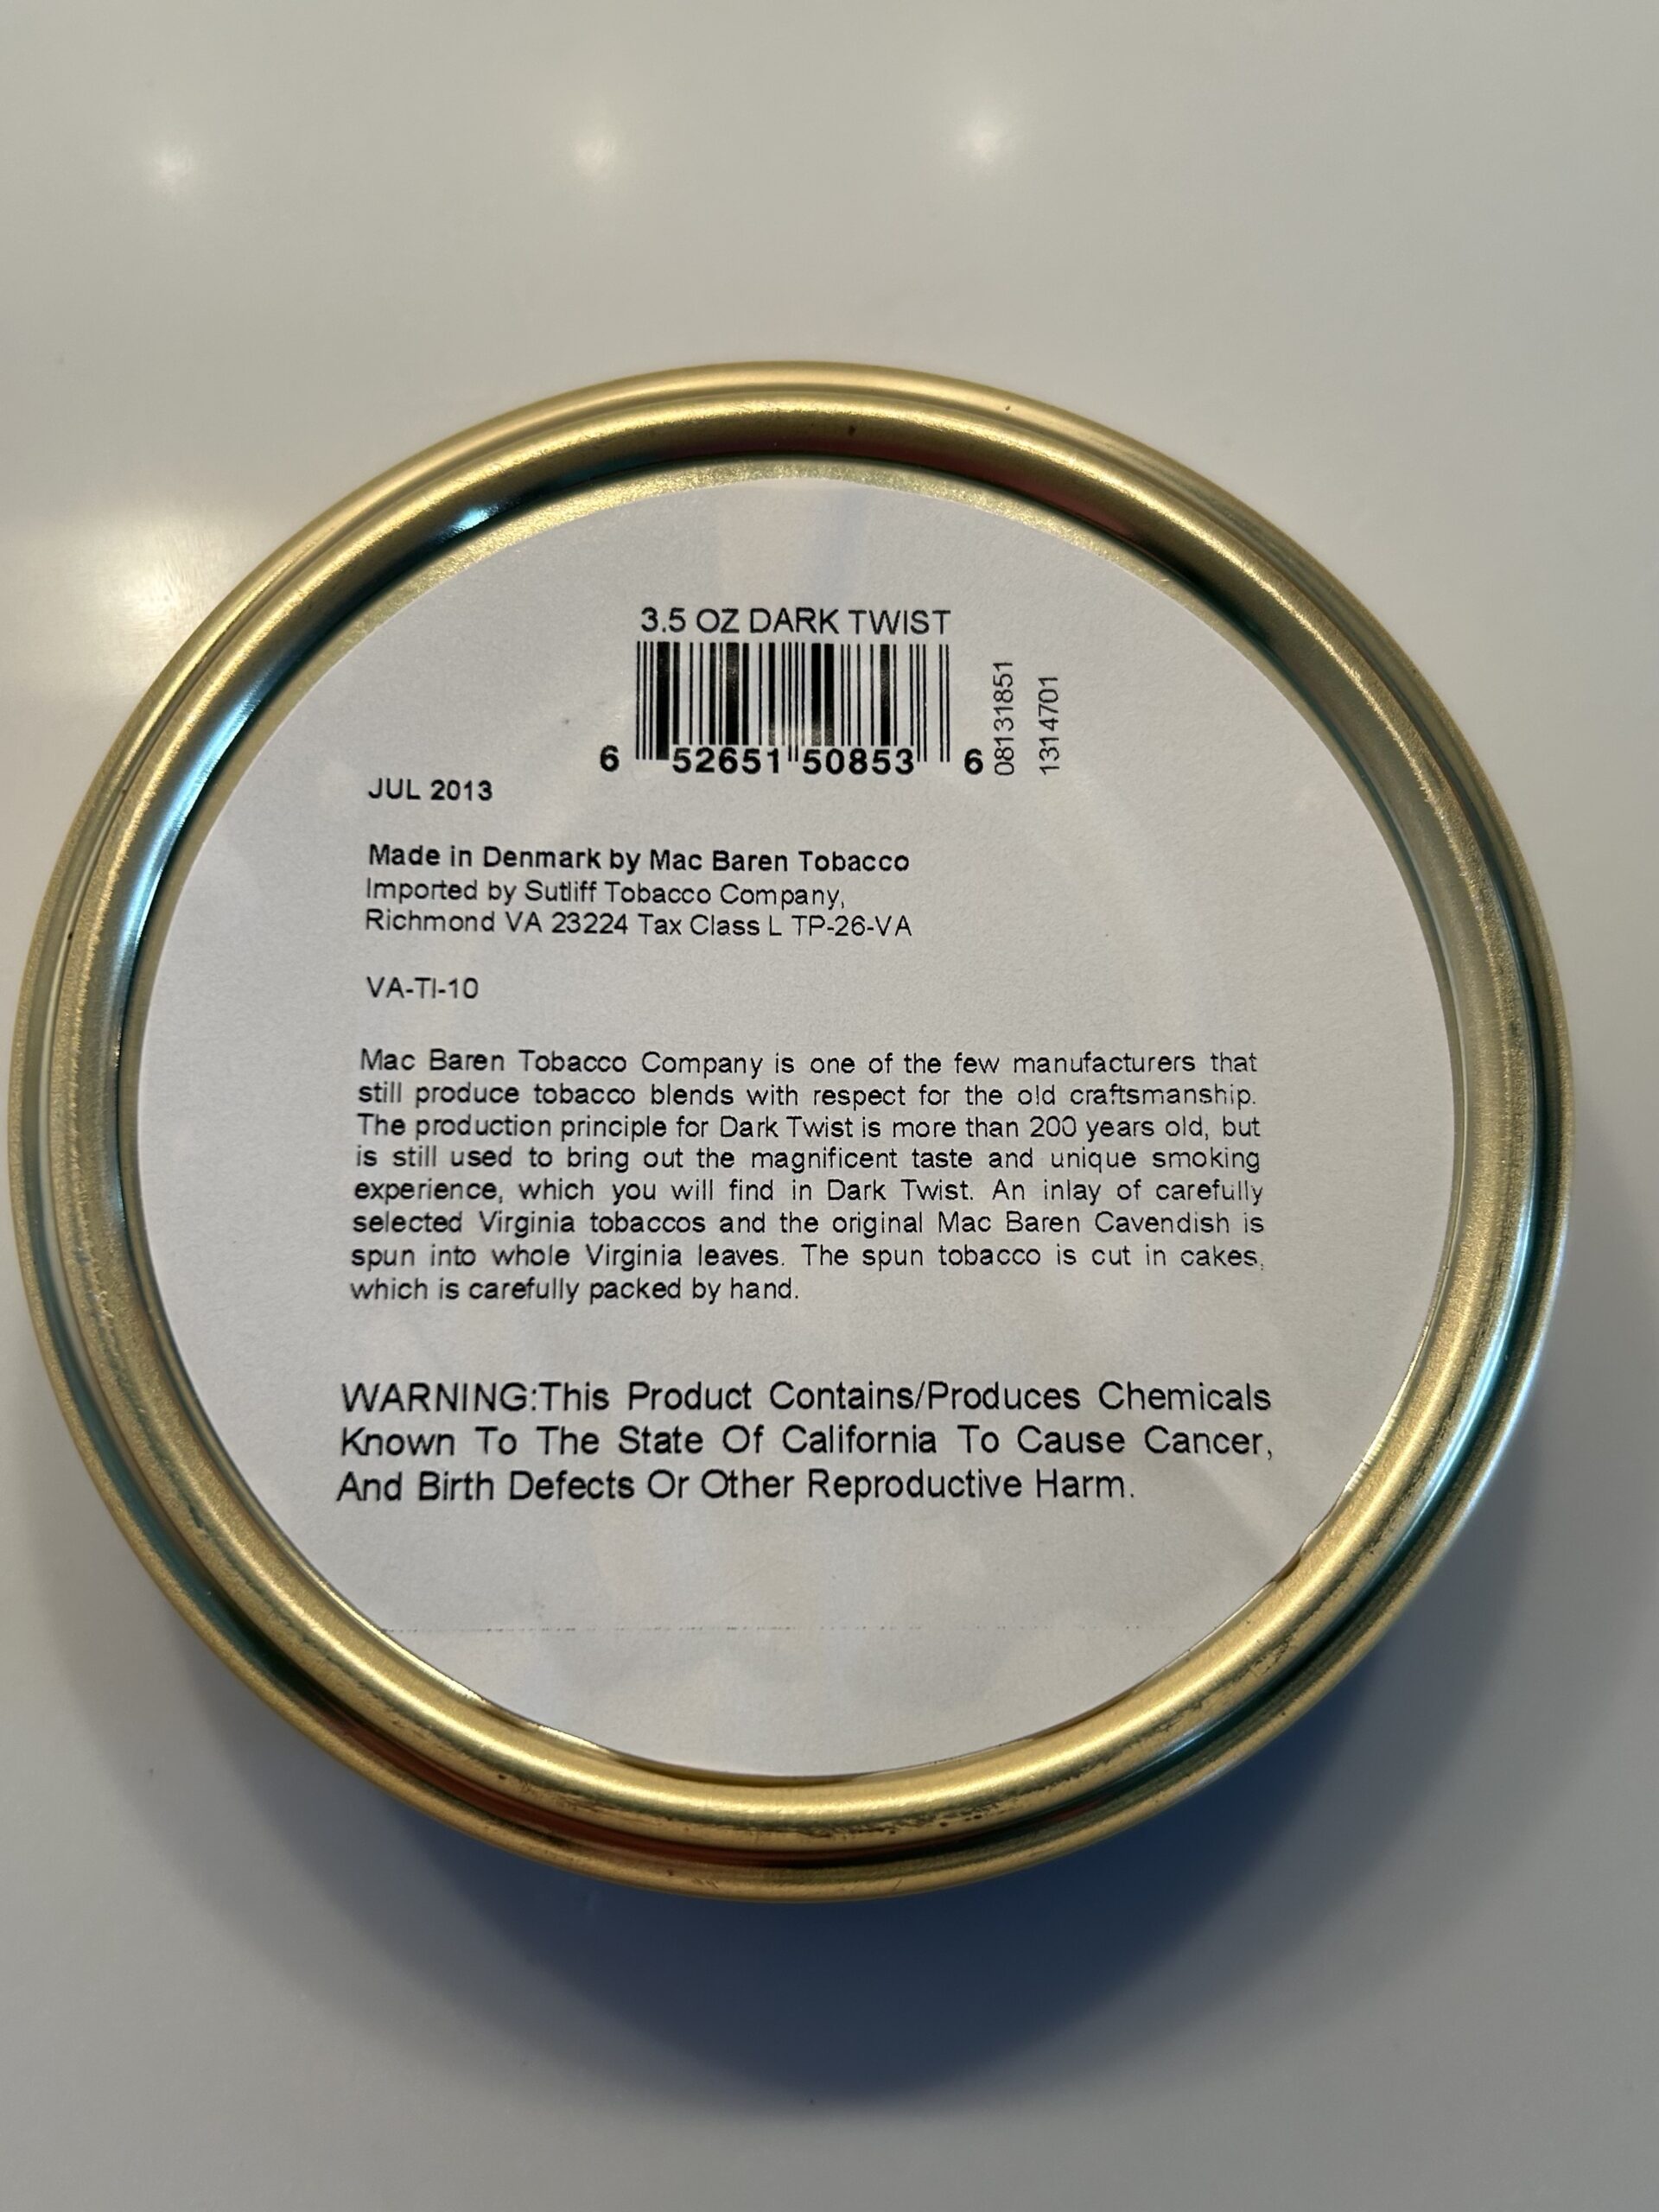 3.5 OZ DARK TWIST
6 52651 50853 6
08131851
1314701
JUL 2013
Made in Denmark by Mac Baren Tobacco
Imported by Sutliff Tobacco Company,
Richmond VA 23224 Tax Class L TP-26-VA
VA-TI-10
Mac Baren Tobacco Company is one of the few manufacturers that
still produce tobacco blends with respect for the old craftsmanship.
The production principle for Dark Twist is more than 200 years old, but
is still used to bring out the magnificent taste and unique smoking
experience, which you will find in Dark Twist. An inlay of carefully
selected Virginia tobaccos and the original Mac Baren Cavendish is
spun into whole Virginia leaves. The spun tobacco is cut in cakes,
which is carefully packed by hand.
WARNING:This Product Contains/Produces Chemicals
Known To The State Of California To Cause Cancer,
And Birth Defects Or Other Reproductive Harm.